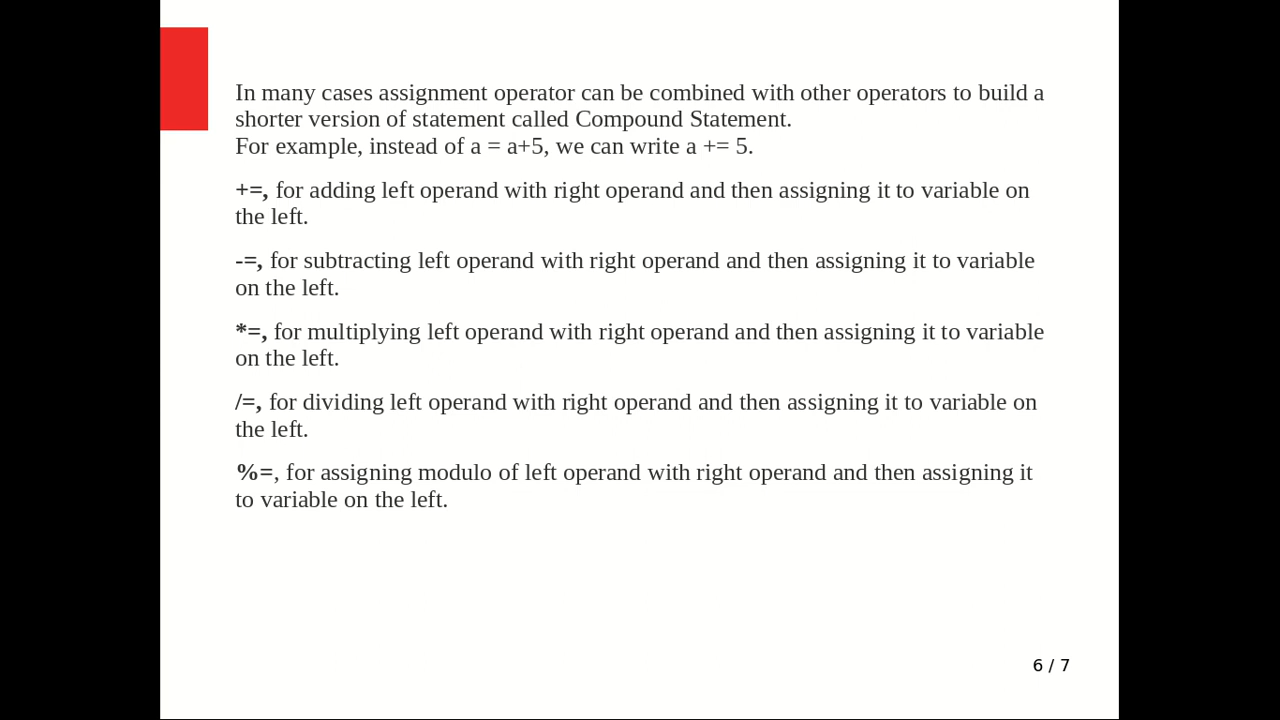 In many cases assignment operator can be combined with other operators to build a
shorter version of statement called Compound Statement.
For example, instead of a = a+5, we can write a += 5.
+=, for adding left operand with right operand and then assigning it to variable on
the left.
-=, for subtracting left operand with right operand and then assigning it to variable
on the left.
*=, for multiplying left operand with right operand and then assigning it to variable
on the left.
/=, for dividing left operand with right operand and then assigning it to variable on
the left.
%=, for assigning modulo of left operand with right operand and then assigning it
to variable on the left.
6 / 7